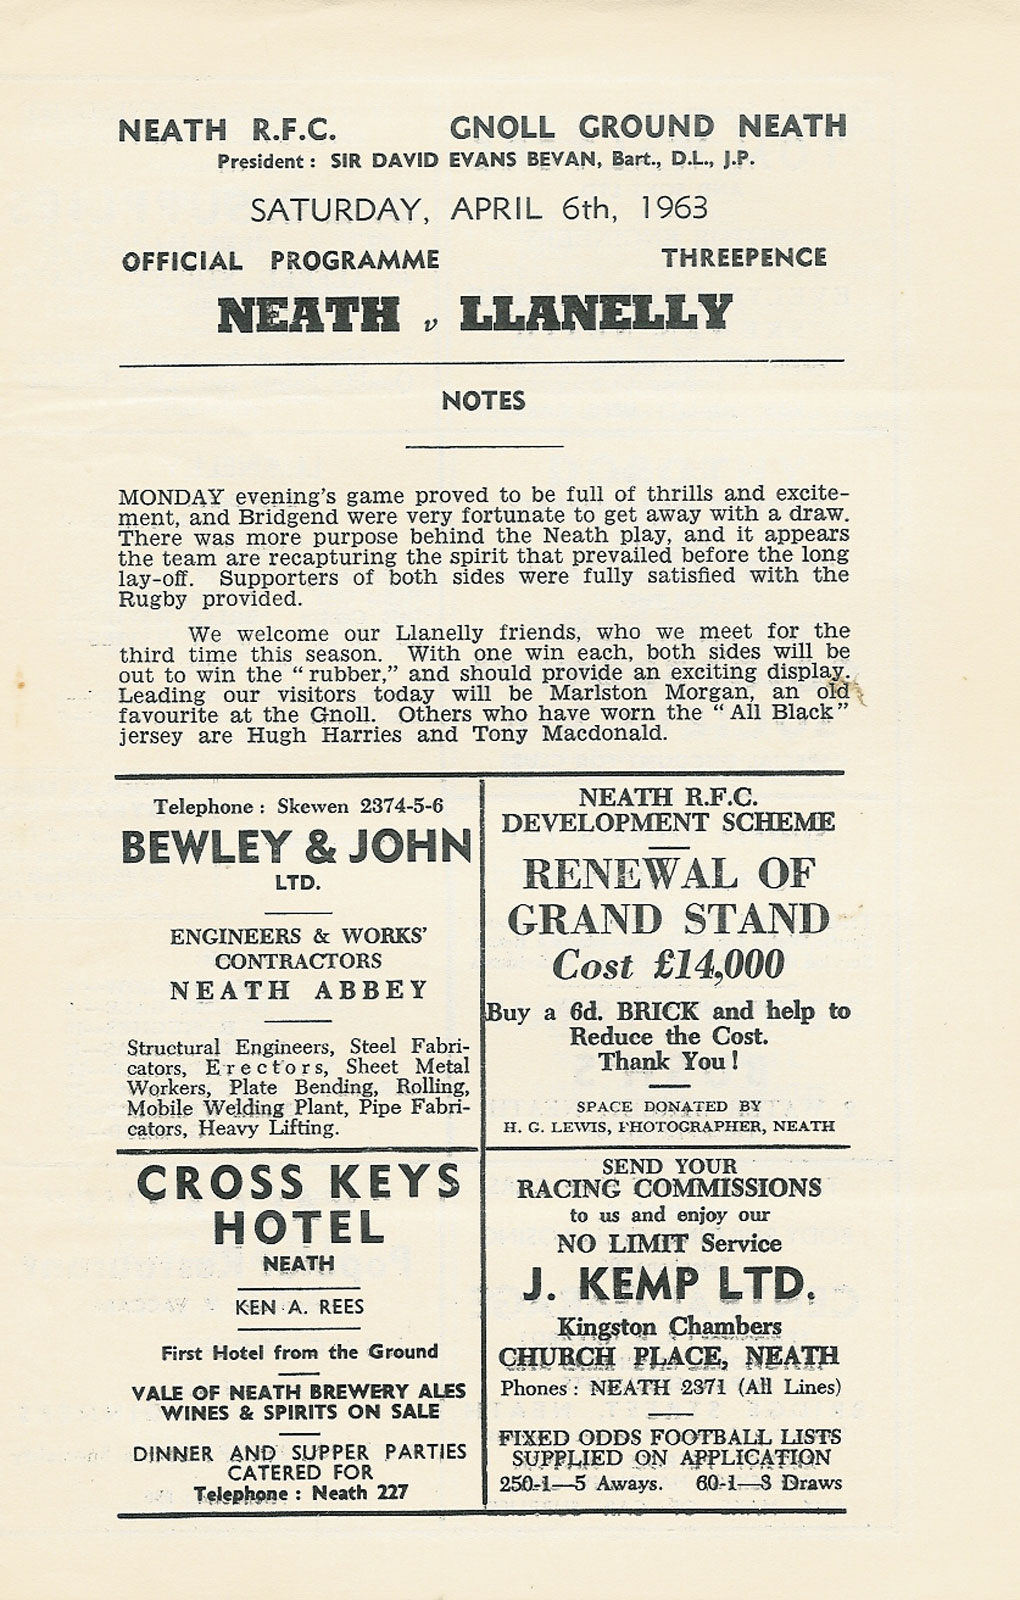 NEATH R.F.C. GNOLL GROUND NEATH
President: SIR DAVID EVANS BEVAN, Bart., D.L., J.P.
SATURDAY, APRIL 6th, 1963
OFFICIAL PROGRAMME THREEPENCE
NEATH v LLANELLY
NOTES
MONDAY evening's game proved to be full of thrills and excite-
ment, and Bridgend were very fortunate to get away with a draw.
There was more purpose behind the Neath play, and it appears
the team are recapturing the spirit that prevailed before the long
lay-off. Supporters of both sides were fully satisfied with the
Rugby provided.
We welcome our Llanelly friends, who we meet for the
third time this season. With one win each, both sides will be
out to win the "rubber," and should provide an exciting display.
Leading our visitors today will be Marlston Morgan, an old
favourite at the Gnoll. Others who have worn the "All Black"
jersey are Hugh Harries and Tony Macdonald.
Telephone: Skewen 2374-5-6
BEWLEY & JOHN
LTD.
ENGINEERS & WORKS'
CONTRACTORS
NEATH ABBEY
Structural Engineers, Steel Fabri-
cators, Erectors, Sheet Metal
Workers, Plate Bending, Rolling,
Mobile Welding Plant, Pipe Fabri-
cators, Heavy Lifting.
NEATH R.F.C.
DEVELOPMENT SCHEME
RENEWAL OF
GRAND STAND
Cost £14,000
Buy a 6d. BRICK and help to
Reduce the Cost.
Thank You!
SPACE DONATED BY
H. G. LEWIS, PHOTOGRAPHER, NEATH
CROSS KEYS
HOTEL
NEATH
KEN A. REES
First Hotel from the Ground
VALE OF NEATH BREWERY ALES
WINES & SPIRITS ON SALE
DINNER AND SUPPER PARTIES
CATERED FOR
Telephone: Neath 227
SEND YOUR
RACING COMMISSIONS
to us and enjoy our
NO LIMIT Service
J. KEMP LTD.
Kingston Chambers
CHURCH PLACE, NEATH
Phones: NEATH 2371 (All Lines)
FIXED ODDS FOOTBALL LISTS
SUPPLIED ON APPLICATION
250-1—5 Aways. 60-1—3 Draws